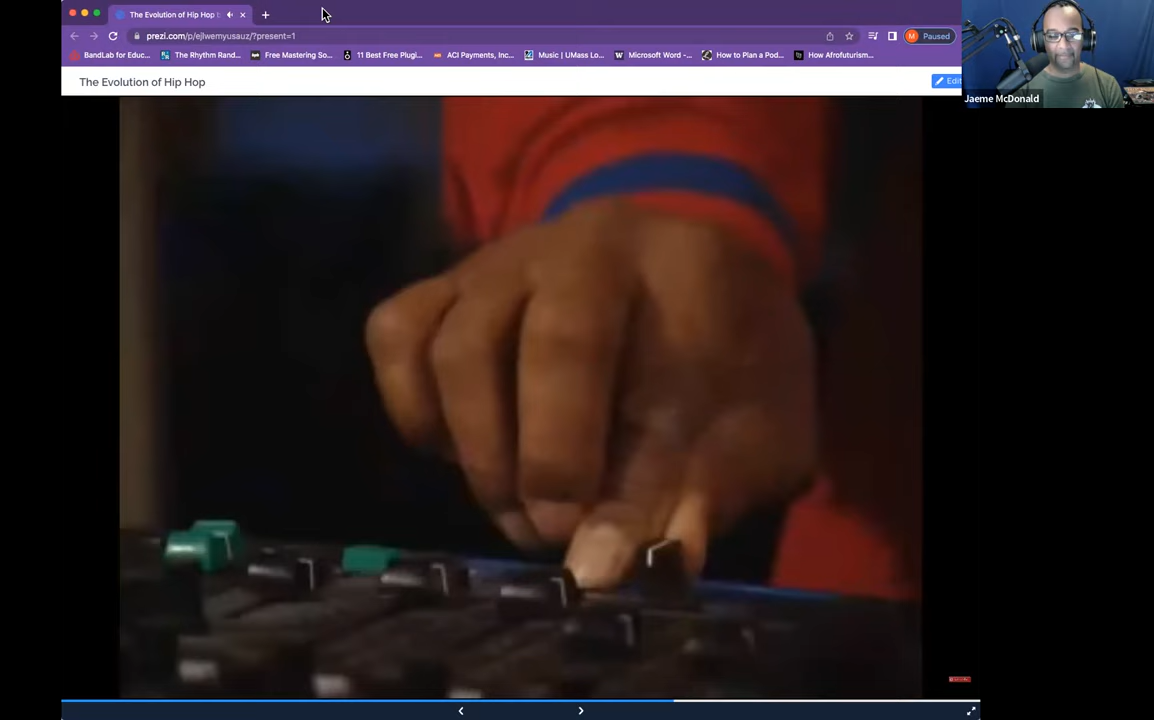 The Evolution of Hip Hop
prezi.com/p/ejlwemyusauz/?present=1
M Paused
BandLab for Educ... The Rhythm Rand... Free Mastering So... 11 Best Free Plugi... ACI Payments, Inc... Music | UMass Lo... Microsoft Word -... How to Plan a Pod... How Afrofuturism...
The Evolution of Hip Hop
Edit
Jaeme McDonald